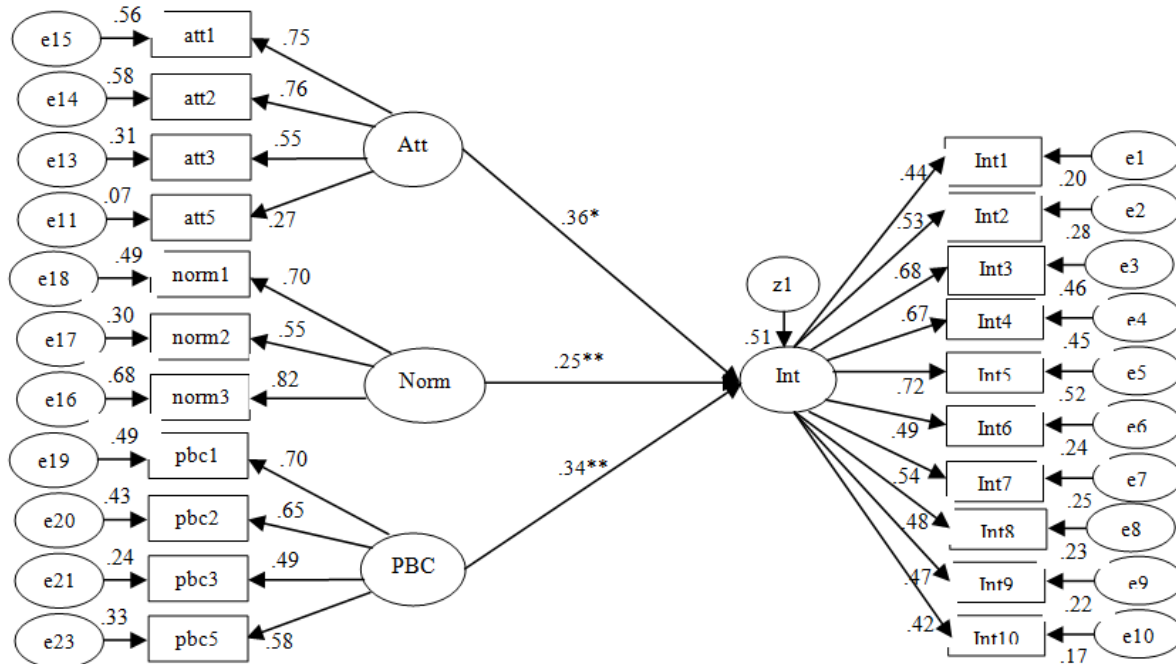 e15 .56 att1 .75
e14 .58 att2 .76
e13 .31 att3 .55
e11 .07 att5 .27
Att
e18 .49 norm1 .70
e17 .30 norm2 .55
e16 .68 norm3 .82
Norm
e19 .49 pbc1 .70
e20 .43 pbc2 .65
e21 .24 pbc3 .49
e23 .33 pbc5 .58
PBC
.36*
.25**
.34**
z1
.51
Int
.44 Int1 .20 e1
.53 Int2 .28 e2
.68 Int3 .46 e3
.67 Int4 .45 e4
.72 Int5 .52 e5
.49 Int6 .24 e6
.54 Int7 .25 e7
.48 Int8 .23 e8
.47 Int9 .22 e9
.42 Int10 .17 e10